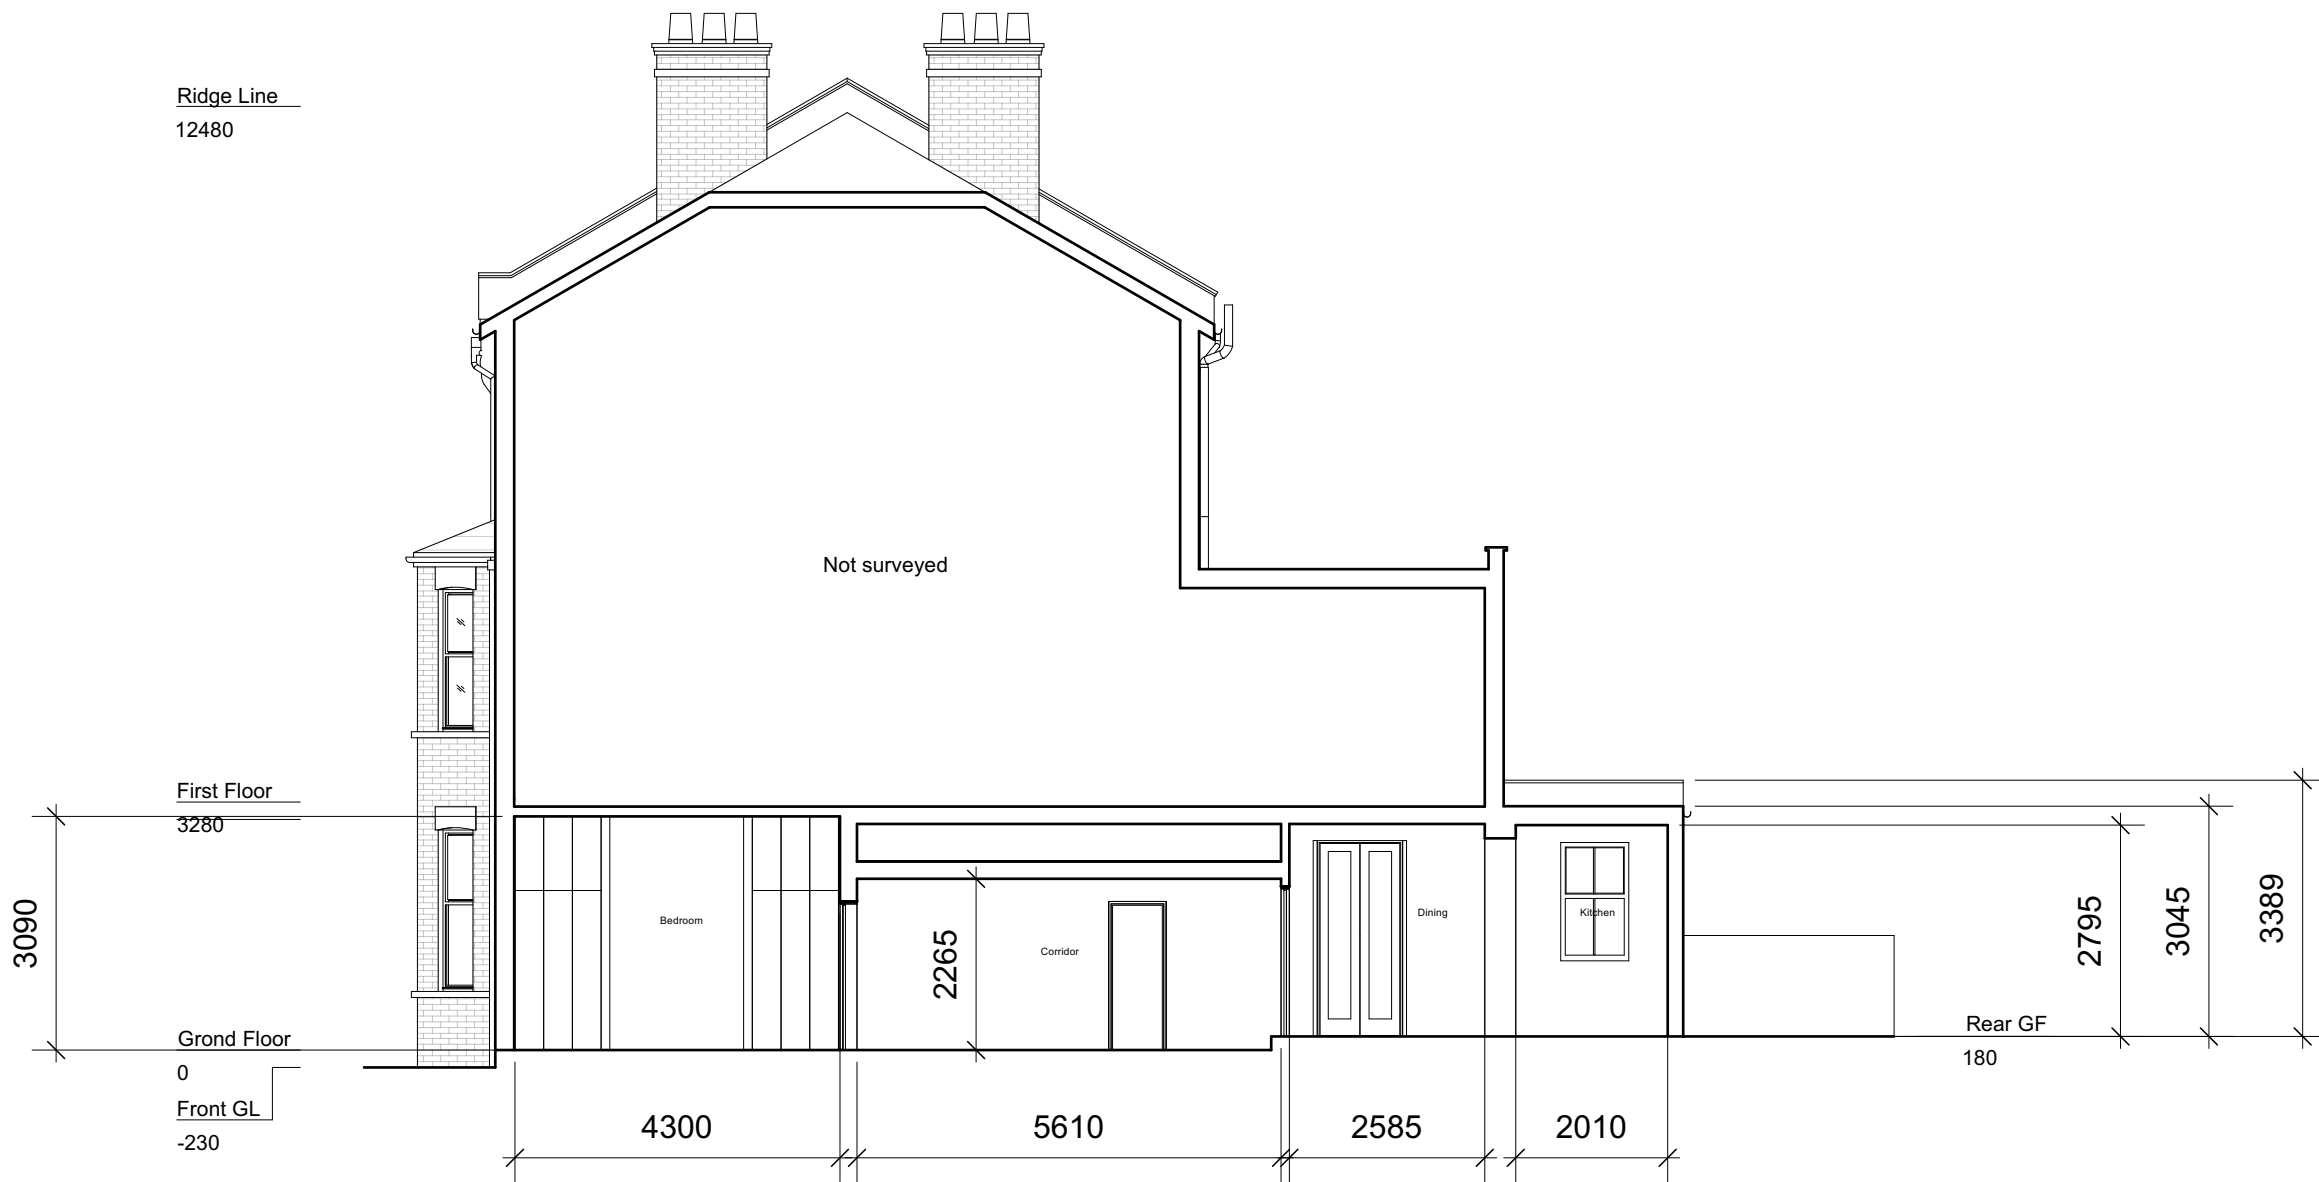 Ridge Line
12480
Not surveyed
First Floor
3280
3090
Bedroom
Corridor
2265
Dining
Kitchen
2795
3045
3389
Grond Floor
0
Front GL
-230
Rear GF
180
4300
5610
2585
2010